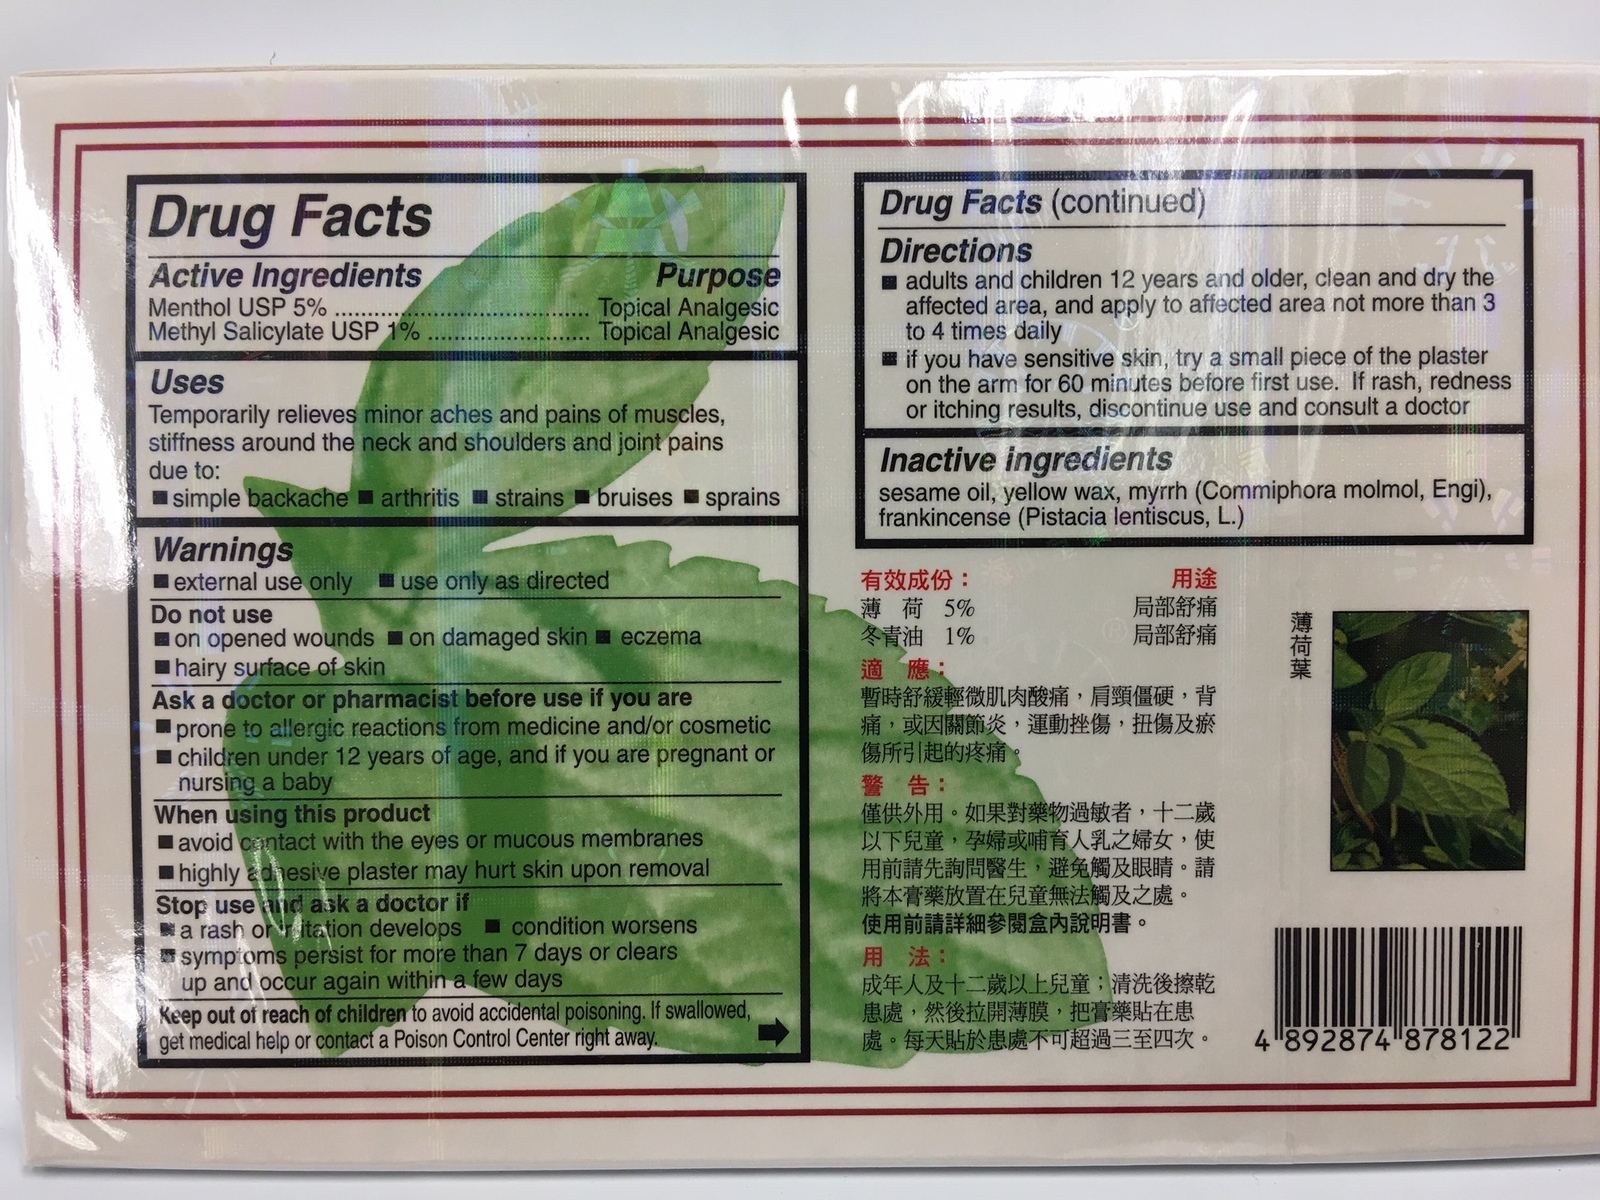 Drug Facts
Active Ingredients Purpose
Menthol USP 5% ........................................ Topical Analgesic
Methyl Salicylate USP 1% ......................... Topical Analgesic
Uses
Temporarily relieves minor aches and pains of muscles,
stiffness around the neck and shoulders and joint pains
due to:
■ simple backache ■ arthritis ■ strains ■ bruises ■ sprains
Warnings
■ external use only ■ use only as directed
Do not use
■ on opened wounds ■ on damaged skin ■ eczema
■ hairy surface of skin
Ask a doctor or pharmacist before use if you are
■ prone to allergic reactions from medicine and/or cosmetic
■ children under 12 years of age, and if you are pregnant or
nursing a baby
When using this product
■ avoid contact with the eyes or mucous membranes
■ highly adhesive plaster may hurt skin upon removal
Stop use and ask a doctor if
■ a rash or irritation develops ■ condition worsens
■ symptoms persist for more than 7 days or clears
up and occur again within a few days
Keep out of reach of children to avoid accidental poisoning. If swallowed,
get medical help or contact a Poison Control Center right away.
Drug Facts (continued)
Directions
■ adults and children 12 years and older, clean and dry the
affected area, and apply to affected area not more than 3
to 4 times daily
■ if you have sensitive skin, try a small piece of the plaster
on the arm for 60 minutes before first use. If rash, redness
or itching results, discontinue use and consult a doctor
Inactive ingredients
sesame oil, yellow wax, myrrh (Commiphora molmol, Engi),
frankincense (Pistacia lentiscus, L.)
有效成份： 用途
薄 荷 5% 局部舒痛
冬青油 1% 局部舒痛
適 應：
暫時舒緩輕微肌肉酸痛，肩頸僵硬，背
痛，或因關節炎，運動挫傷，扭傷及瘀
傷所引起的疼痛。
警 告：
僅供外用。如果對藥物過敏者，十二歲
以下兒童，孕婦或哺育人乳之婦女，使
用前請先詢問醫生，避免觸及眼睛。請
將本膏藥放置在兒童無法觸及之處。
使用前請詳細參閱盒內說明書。
用 法：
成年人及十二歲以上兒童；清洗後擦乾
患處，然後拉開薄膜，把膏藥貼在患
處。每天貼於患處不可超過三至四次。
薄荷葉
4 892874 878122